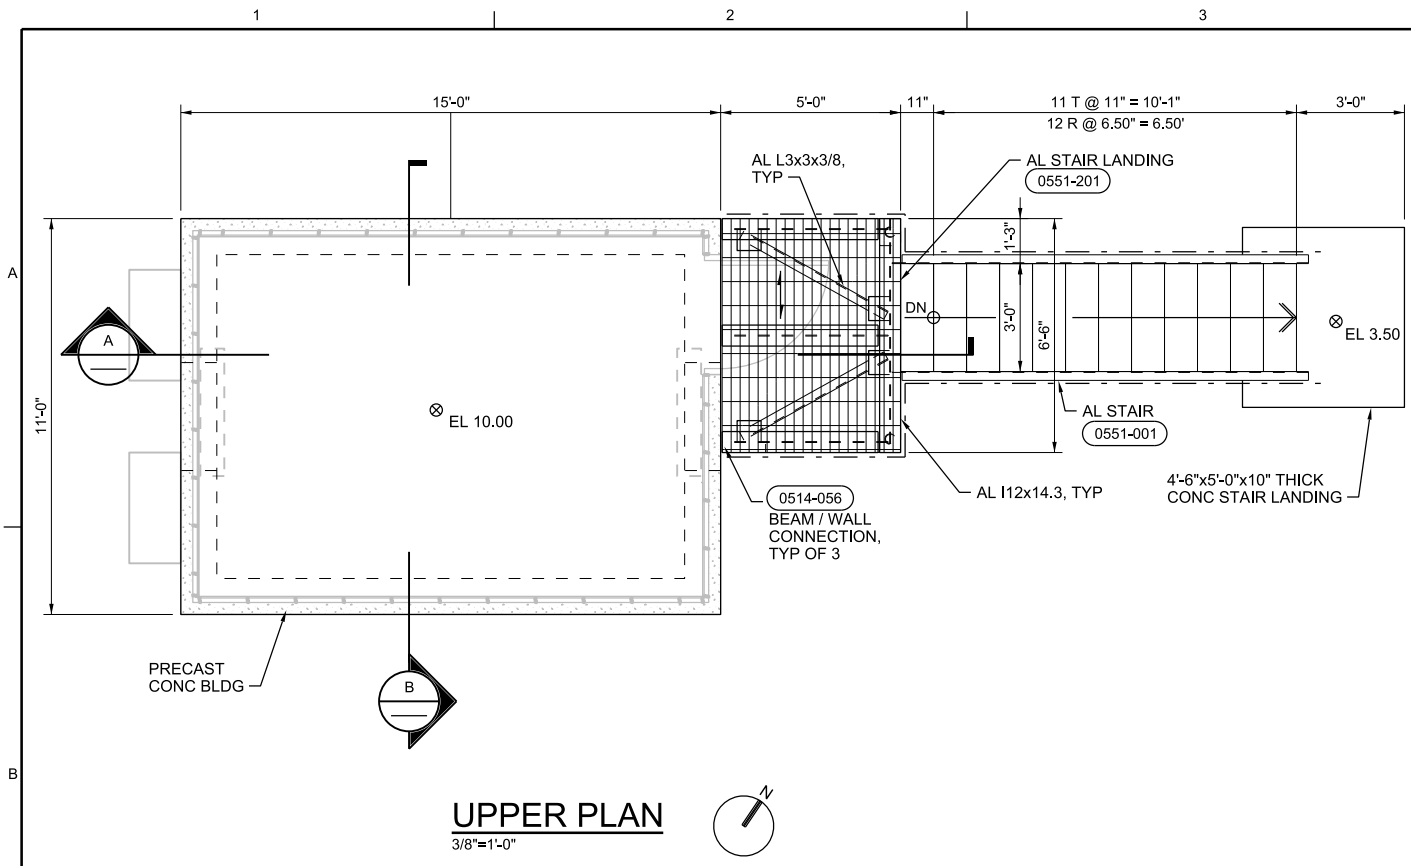 1
2
3
15'-0"
5'-0"
11"
11 T @ 11" = 10'-1"
12 R @ 6.50" = 6.50'
3'-0"
AL L3x3x3/8,
TYP
AL STAIR LANDING
0551-201
A
1'-3"
3'-0"
6'-6"
DN
EL 3.50
A
11'-0"
EL 10.00
AL STAIR
0551-001
4'-6"x5'-0"x10" THICK
CONC STAIR LANDING
AL I12x14.3, TYP
0514-056
BEAM / WALL
CONNECTION,
TYP OF 3
PRECAST
CONC BLDG
B
B
UPPER PLAN
3/8"=1'-0"
N